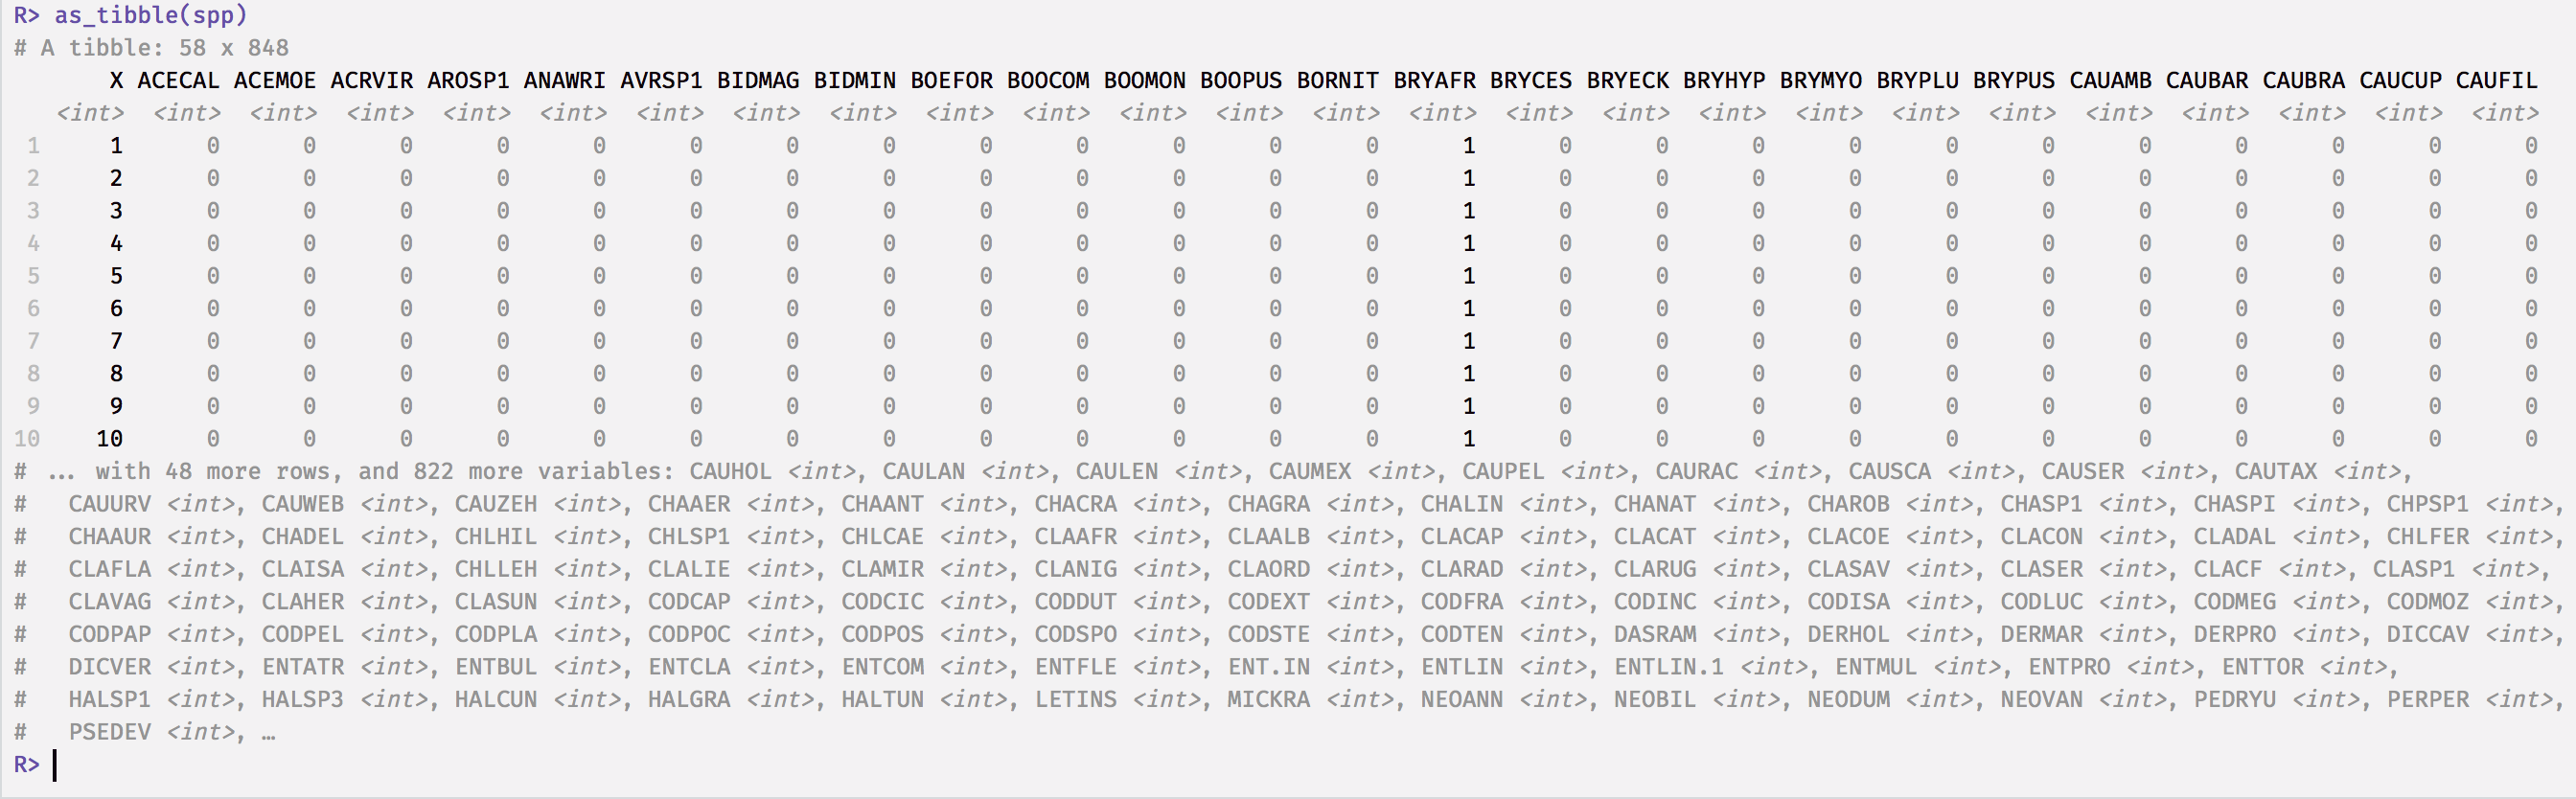 R> as_tibble(spp)
# A tibble: 58 x 848
X ACECAL ACEMOE ACRVIR AROSP1 ANAWRI AVRSP1 BIDMAG BIDMIN BOEFOR BOOCOM BOOMON BOOPUS BORNIT BRYAFR BRYCES BRYECK BRYHYP BRYMYO BRYPLU BRYPUS CAUAMB CAUBAR CAUBRA CAUCUP CAUFIL
<int> <int> <int> <int> <int> <int> <int> <int> <int> <int> <int> <int> <int> <int> <int> <int> <int> <int> <int> <int> <int> <int> <int> <int> <int> <int>
1 1 0 0 0 0 0 0 0 0 0 0 0 0 0 1 0 0 0 0 0 0 0 0 0 0 0
2 2 0 0 0 0 0 0 0 0 0 0 0 0 0 1 0 0 0 0 0 0 0 0 0 0 0
3 3 0 0 0 0 0 0 0 0 0 0 0 0 0 1 0 0 0 0 0 0 0 0 0 0 0
4 4 0 0 0 0 0 0 0 0 0 0 0 0 0 1 0 0 0 0 0 0 0 0 0 0 0
5 5 0 0 0 0 0 0 0 0 0 0 0 0 0 1 0 0 0 0 0 0 0 0 0 0 0
6 6 0 0 0 0 0 0 0 0 0 0 0 0 0 1 0 0 0 0 0 0 0 0 0 0 0
7 7 0 0 0 0 0 0 0 0 0 0 0 0 0 1 0 0 0 0 0 0 0 0 0 0 0
8 8 0 0 0 0 0 0 0 0 0 0 0 0 0 1 0 0 0 0 0 0 0 0 0 0 0
9 9 0 0 0 0 0 0 0 0 0 0 0 0 0 1 0 0 0 0 0 0 0 0 0 0 0
10 10 0 0 0 0 0 0 0 0 0 0 0 0 0 1 0 0 0 0 0 0 0 0 0 0 0
# … with 48 more rows, and 822 more variables: CAUHOL <int>, CAULAN <int>, CAULEN <int>, CAUMEX <int>, CAUPEL <int>, CAURAC <int>, CAUSCA <int>, CAUSER <int>, CAUTAX <int>,
# CAUURV <int>, CAUWEB <int>, CAUZEH <int>, CHAAER <int>, CHAANT <int>, CHACRA <int>, CHAGRA <int>, CHALIN <int>, CHANAT <int>, CHAROB <int>, CHASP1 <int>, CHASPI <int>, CHPSP1 <int>,
# CHAAUR <int>, CHADEL <int>, CHLHIL <int>, CHLSP1 <int>, CHLCAE <int>, CLAAFR <int>, CLAALB <int>, CLACAP <int>, CLACAT <int>, CLACOE <int>, CLACON <int>, CLADAL <int>, CHLFER <int>,
# CLAFLA <int>, CLAISA <int>, CHLLEH <int>, CLALIE <int>, CLAMIR <int>, CLANIG <int>, CLAORD <int>, CLARAD <int>, CLARUG <int>, CLASAV <int>, CLASER <int>, CLACF <int>, CLASP1 <int>,
# CLAVAG <int>, CLAHER <int>, CLASUN <int>, CODCAP <int>, CODCIC <int>, CODDUT <int>, CODEXT <int>, CODFRA <int>, CODINC <int>, CODISA <int>, CODLUC <int>, CODMEG <int>, CODMOZ <int>,
# CODPAP <int>, CODPEL <int>, CODPLA <int>, CODPOC <int>, CODPOS <int>, CODSPO <int>, CODSTE <int>, CODTEN <int>, DASRAM <int>, DERHOL <int>, DERMAR <int>, DERPRO <int>, DICCAV <int>,
# DICVER <int>, ENTATR <int>, ENTBUL <int>, ENTCLA <int>, ENTCOM <int>, ENTFLE <int>, ENT.IN <int>, ENTLIN <int>, ENTLIN.1 <int>, ENTMUL <int>, ENTPRO <int>, ENTTOR <int>,
# HALSP1 <int>, HALSP3 <int>, HALCUN <int>, HALGRA <int>, HALTUN <int>, LETINS <int>, MICKRA <int>, NEOANN <int>, NEOBIL <int>, NEODUM <int>, NEOVAN <int>, PEDRYU <int>, PERPER <int>,
# PSEDEV <int>, …
R>